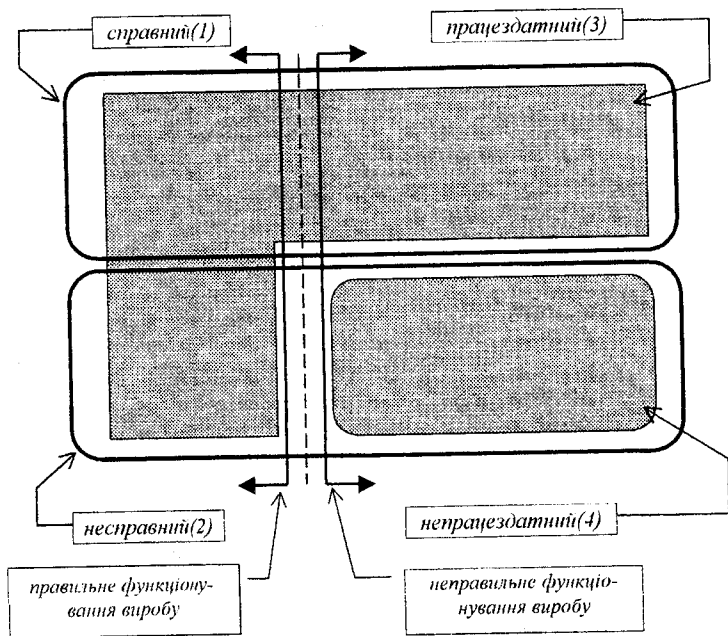 справний(1)
працездатний(3)
несправний(2)
непрацездатний(4)
правильне функціону-
вання виробу
неправильне функціо-
нування виробу